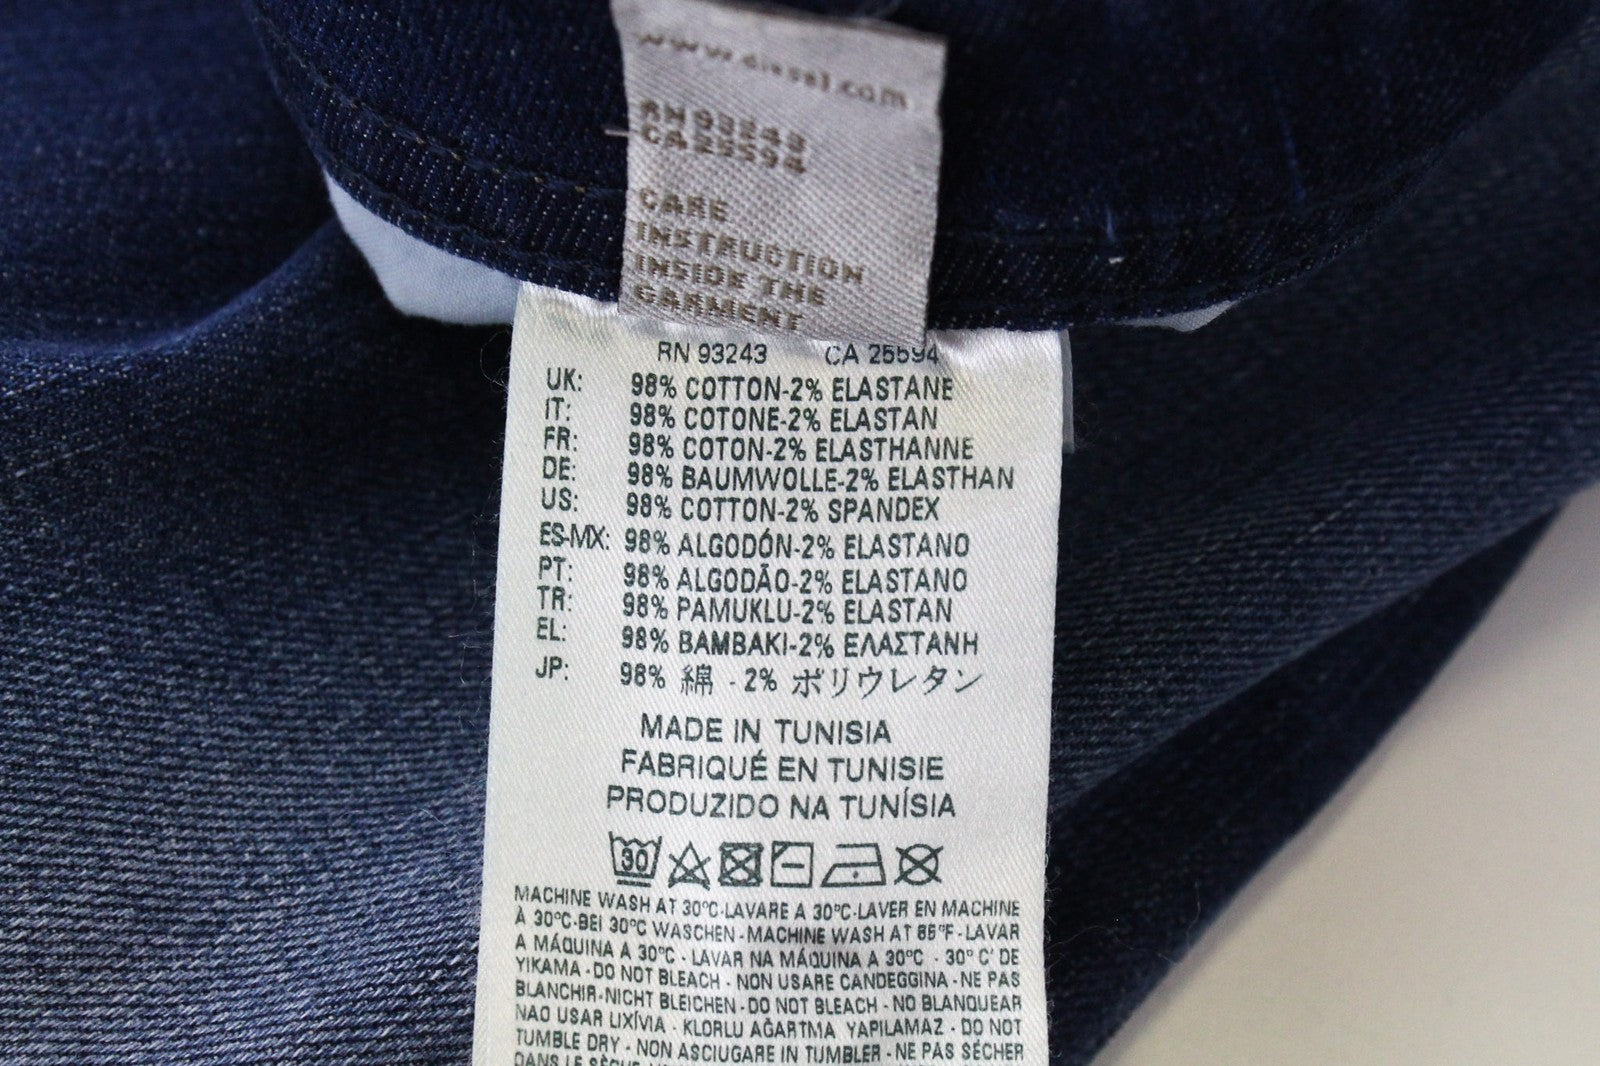 www.diesel.com
RN 93243
CA 25594
CARE
INSTRUCTION
INSIDE THE
GARMENT
RN 93243 CA 25594
UK: 98% COTTON-2% ELASTANE
IT: 98% COTONE-2% ELASTAN
FR: 98% COTON-2% ELASTHANNE
DE: 98% BAUMWOLLE-2% ELASTHAN
US: 98% COTTON-2% SPANDEX
ES-MX: 98% ALGODÓN-2% ELASTANO
PT: 98% ALGODÃO-2% ELASTANO
TR: 98% PAMUKLU-2% ELASTAN
EL: 98% BAMBAKI-2% ΕΛΑΣΤΑΝΗ
JP: 98% 綿 - 2% ポリウレタン
MADE IN TUNISIA
FABRIQUÉ EN TUNISIE
PRODUZIDO NA TUNÍSIA
30
MACHINE WASH AT 30°C-LAVARE A 30°C-LAVER EN MACHINE
À 30°C-BEI 30°C WASCHEN - MACHINE WASH AT 85°F - LAVAR
A MÁQUINA A 30°C - LAVAR NA MÁQUINA A 30°C - 30° C' DE
YIKAMA - DO NOT BLEACH - NON USARE CANDEGGINA - NE PAS
BLANCHIR-NICHT BLEICHEN-DO NOT BLEACH - NO BLANQUEAR
NAO USAR LIXÍVIA - KLORLU AĞARTMA YAPILAMAZ - DO NOT
TUMBLE DRY - NON ASCIUGARE IN TUMBLER - NE PAS SÉCHER
DANS LE